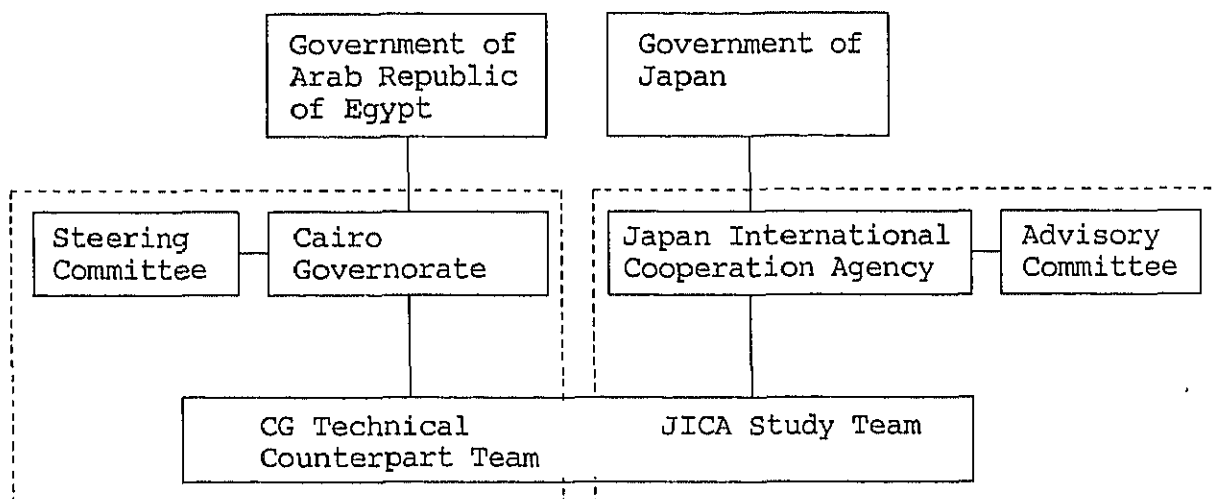 Government of
Arab Republic
of Egypt
Government of
Japan
Steering
Committee
Cairo
Governorate
Japan International
Cooperation Agency
Advisory
Committee
CG Technical
Counterpart Team
JICA Study Team